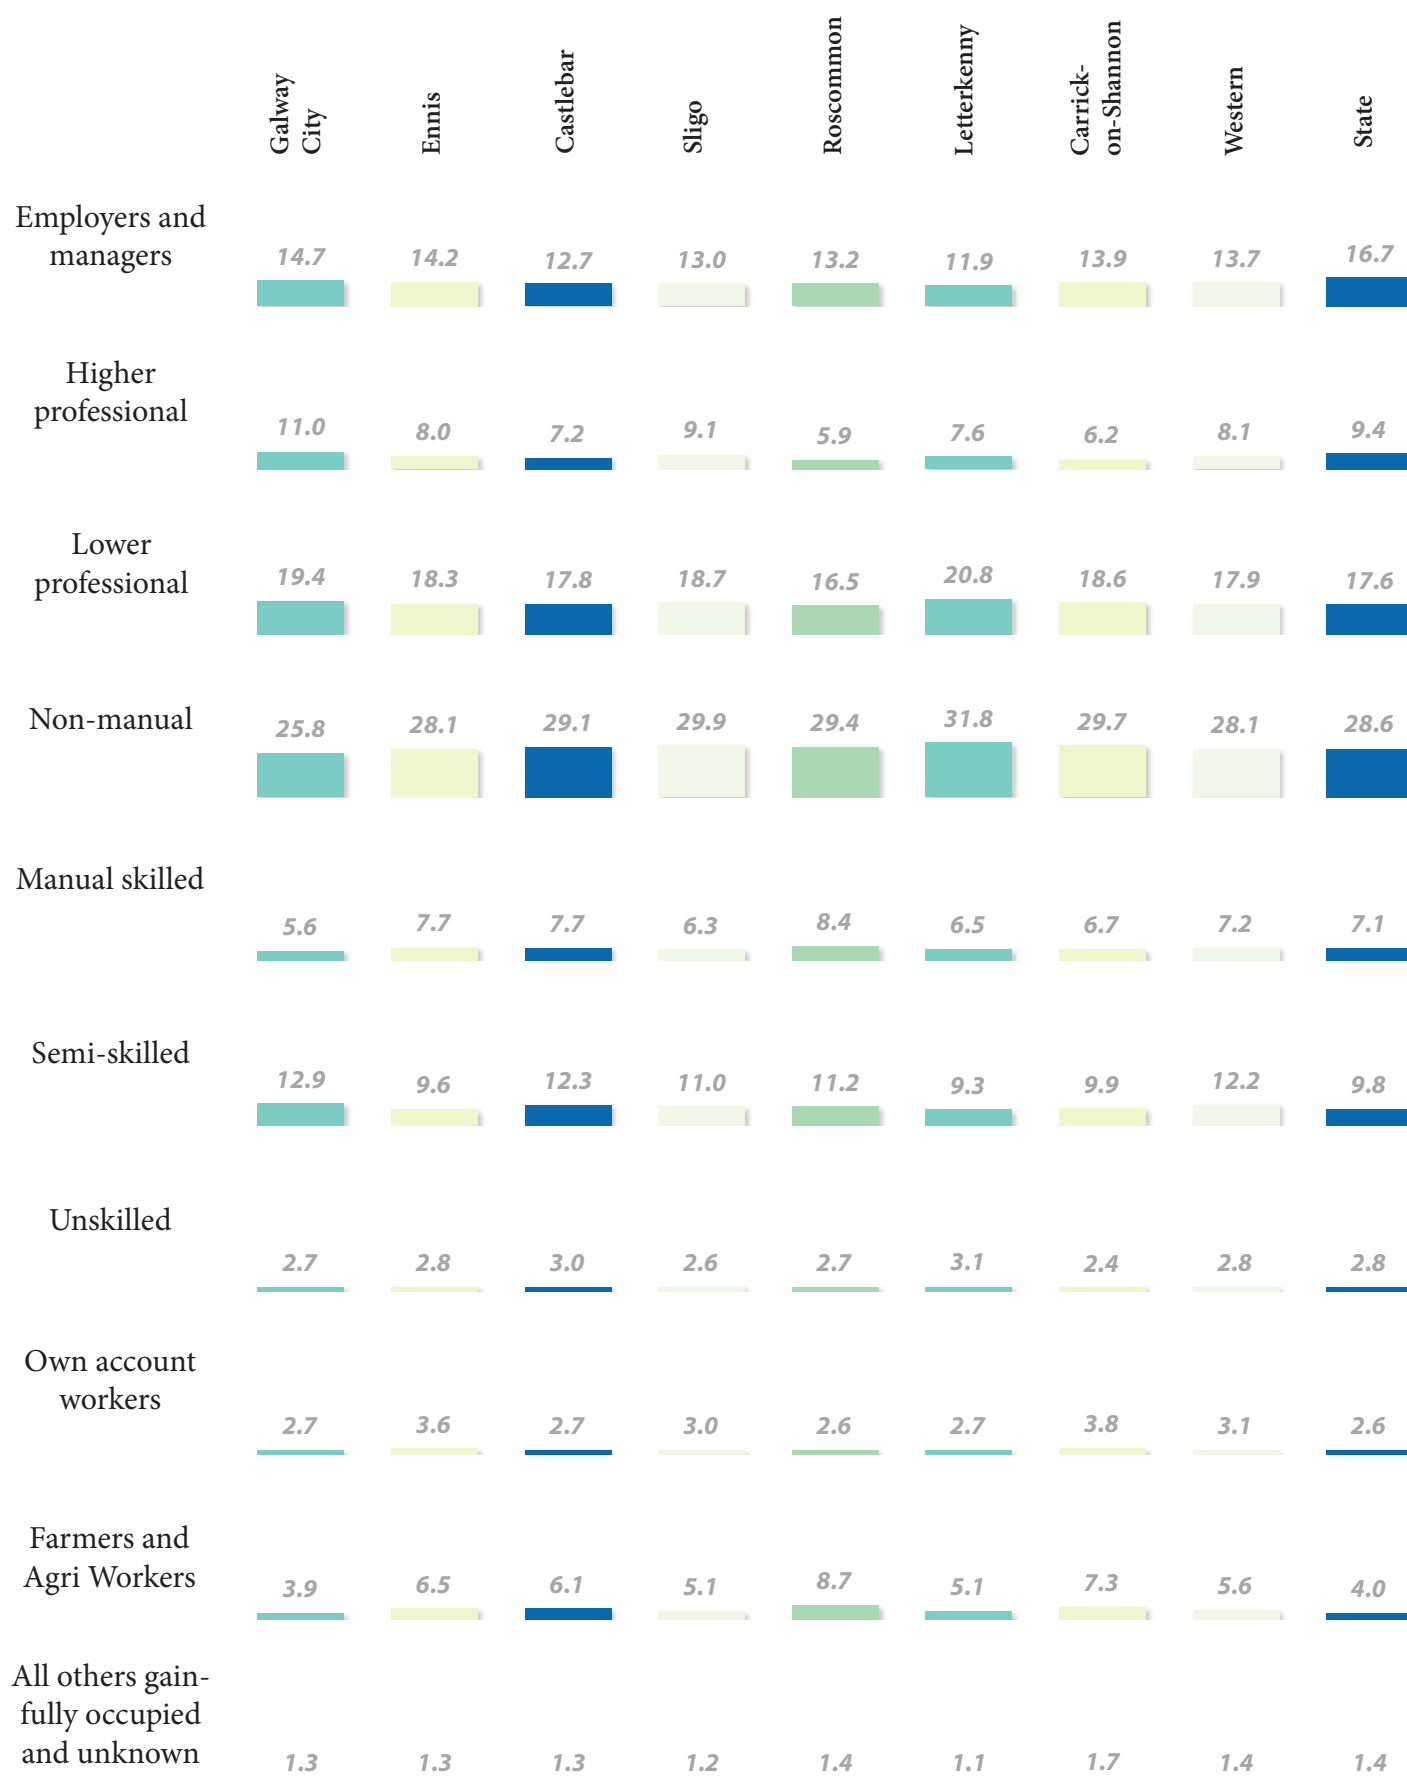 Galway
City
Ennis
Castlebar
Sligo
Roscommon
Letterkenny
Carrick-
on-Shannon
Western
State
Employers and
managers
14.7 14.2 12.7 13.0 13.2 11.9 13.9 13.7 16.7
Higher
professional
11.0 8.0 7.2 9.1 5.9 7.6 6.2 8.1 9.4
Lower
professional
19.4 18.3 17.8 18.7 16.5 20.8 18.6 17.9 17.6
Non-manual
25.8 28.1 29.1 29.9 29.4 31.8 29.7 28.1 28.6
Manual skilled
5.6 7.7 7.7 6.3 8.4 6.5 6.7 7.2 7.1
Semi-skilled
12.9 9.6 12.3 11.0 11.2 9.3 9.9 12.2 9.8
Unskilled
2.7 2.8 3.0 2.6 2.7 3.1 2.4 2.8 2.8
Own account
workers
2.7 3.6 2.7 3.0 2.6 2.7 3.8 3.1 2.6
Farmers and
Agri Workers
3.9 6.5 6.1 5.1 8.7 5.1 7.3 5.6 4.0
All others gain-
fully occupied
and unknown
1.3 1.3 1.3 1.2 1.4 1.1 1.7 1.4 1.4